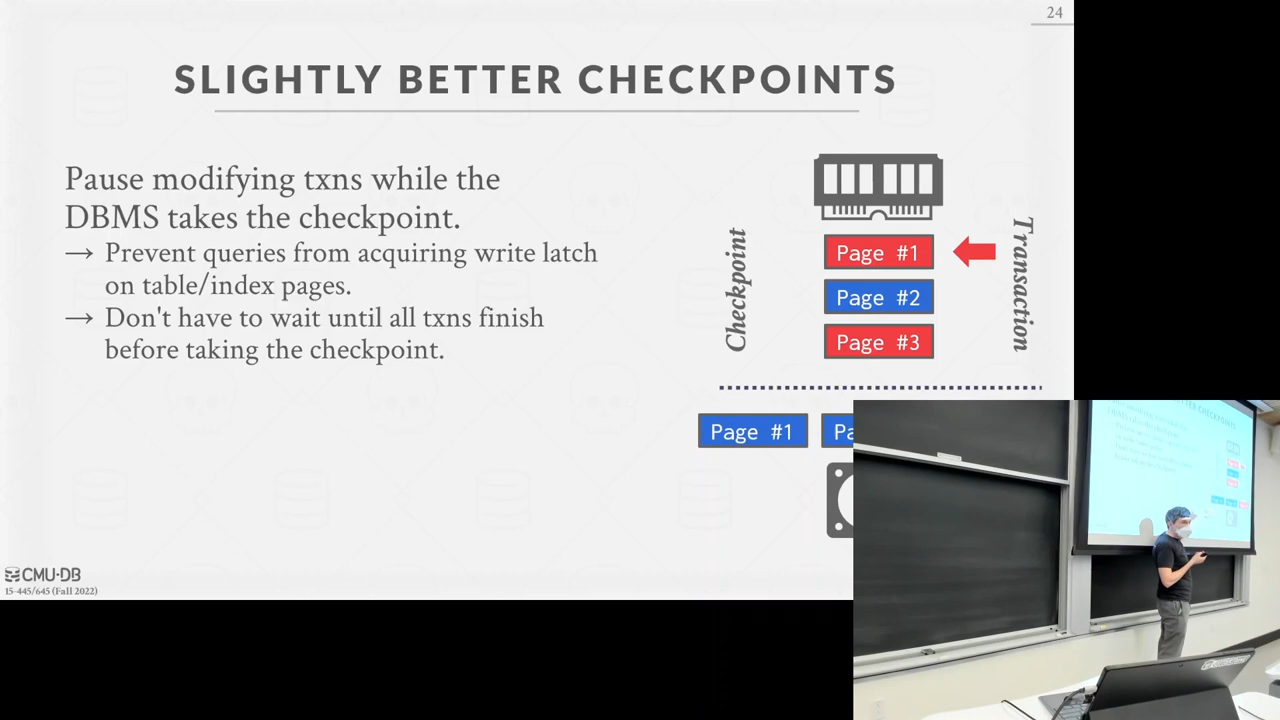 24
SLIGHTLY BETTER CHECKPOINTS
Pause modifying txns while the
DBMS takes the checkpoint.
→ Prevent queries from acquiring write latch
on table/index pages.
→ Don't have to wait until all txns finish
before taking the checkpoint.
Checkpoint
Page #1
Page #2
Page #3
Transaction
Page #1
CMU·DB
15-445/645 (Fall 2022)